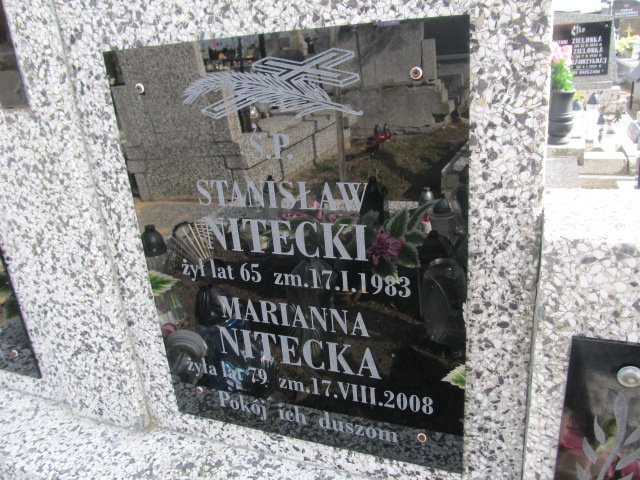 Ś.P.
STANISŁAW
NITECKI
żył lat 65 zm.17.I.1983
MARIANNA
NITECKA
żyła lat 79 zm.17.VIII.2008
Pokój ich duszom